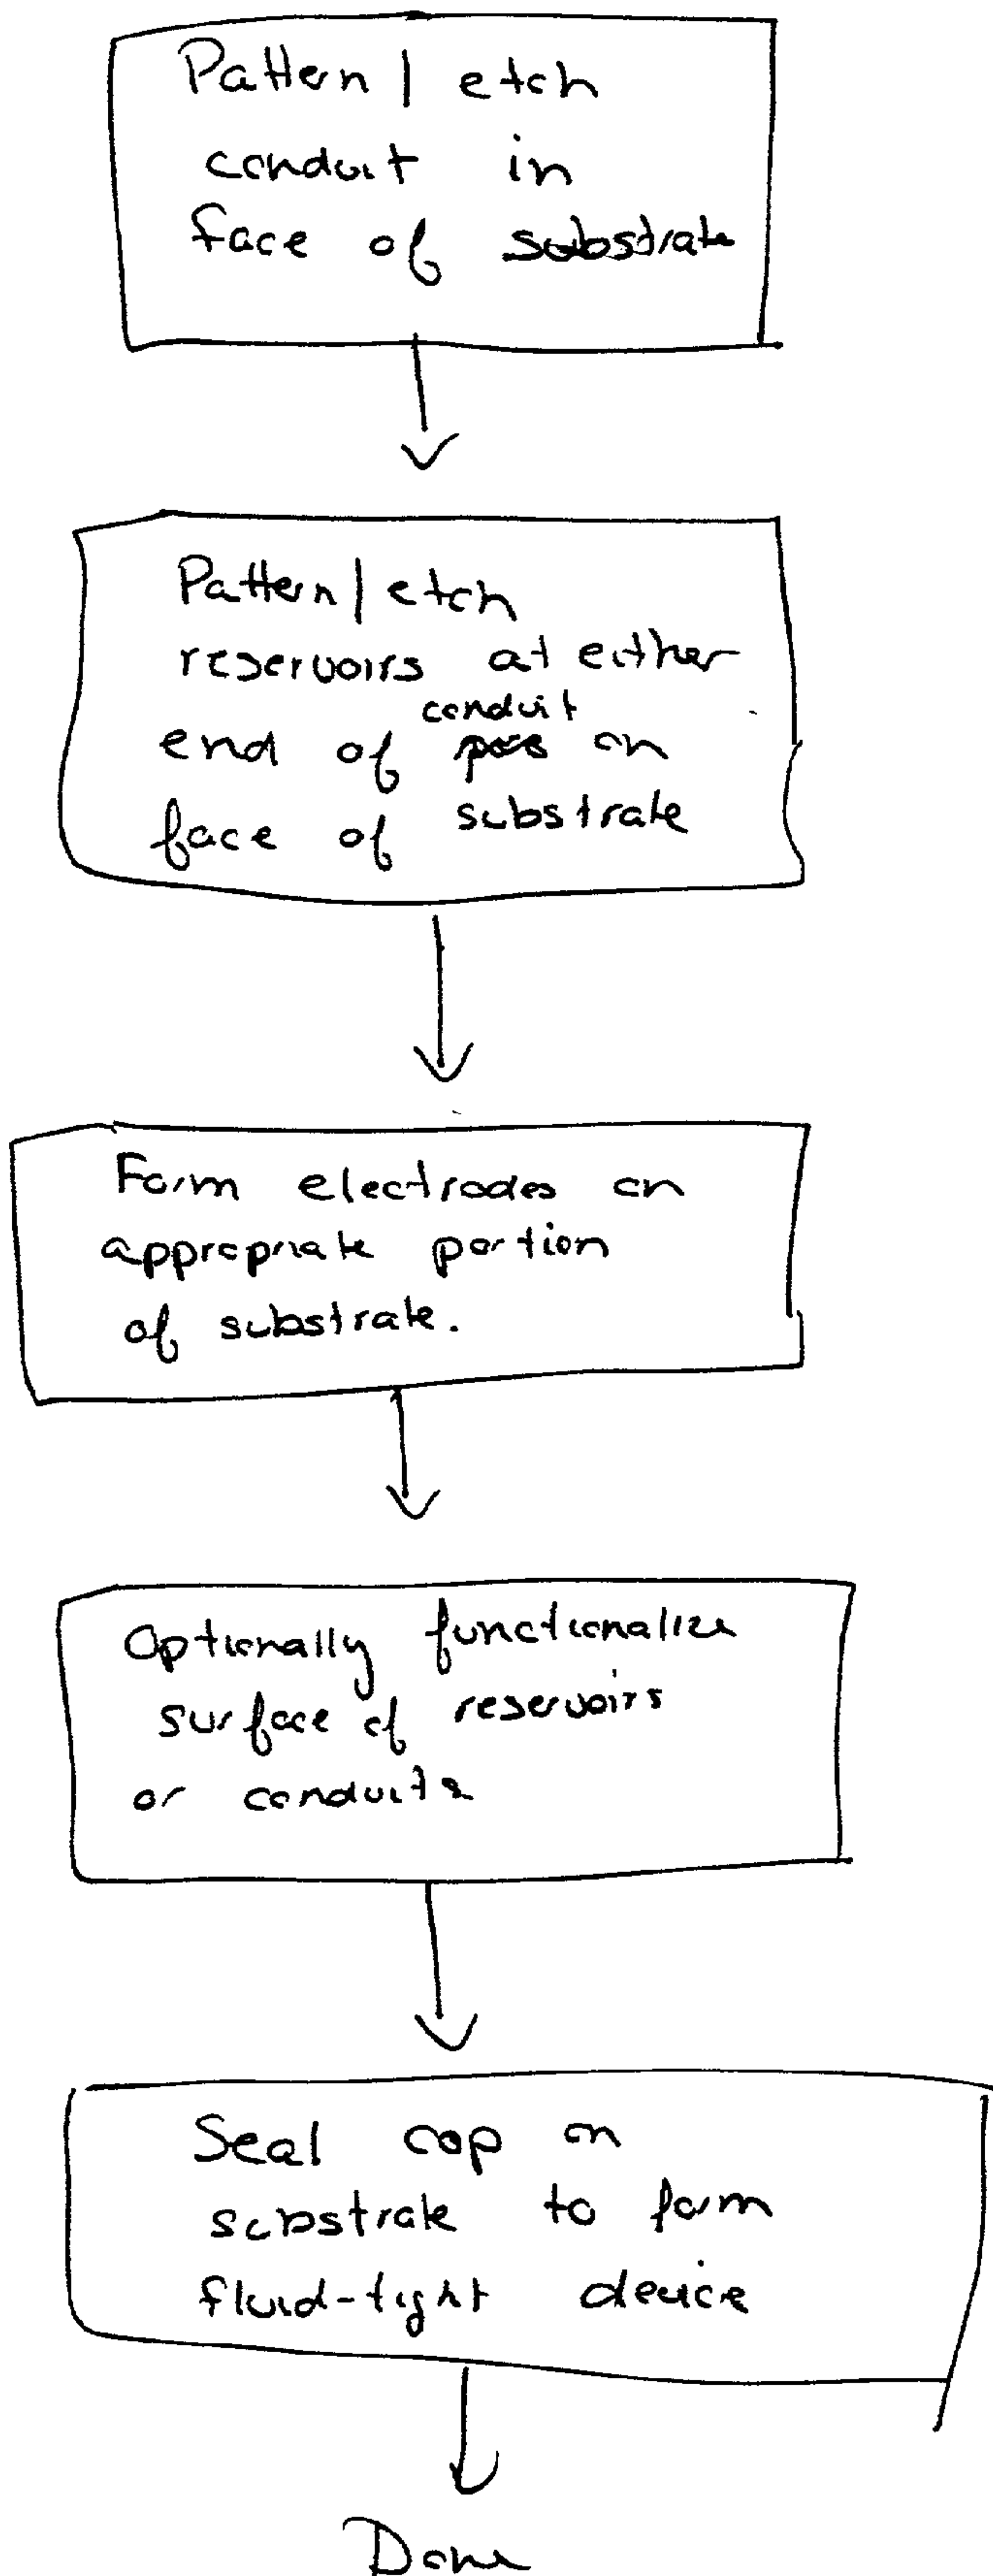 Pattern / etch
conduit in
face of substrate
Pattern / etch
reservoirs at either
conduit
end of on
face of substrate
Form electrodes on
appropriate portion
of substrate.
Optionally functionalize
surface of reservoirs
or conduits
Seal cap on
substrate to form
fluid-tight device
Done